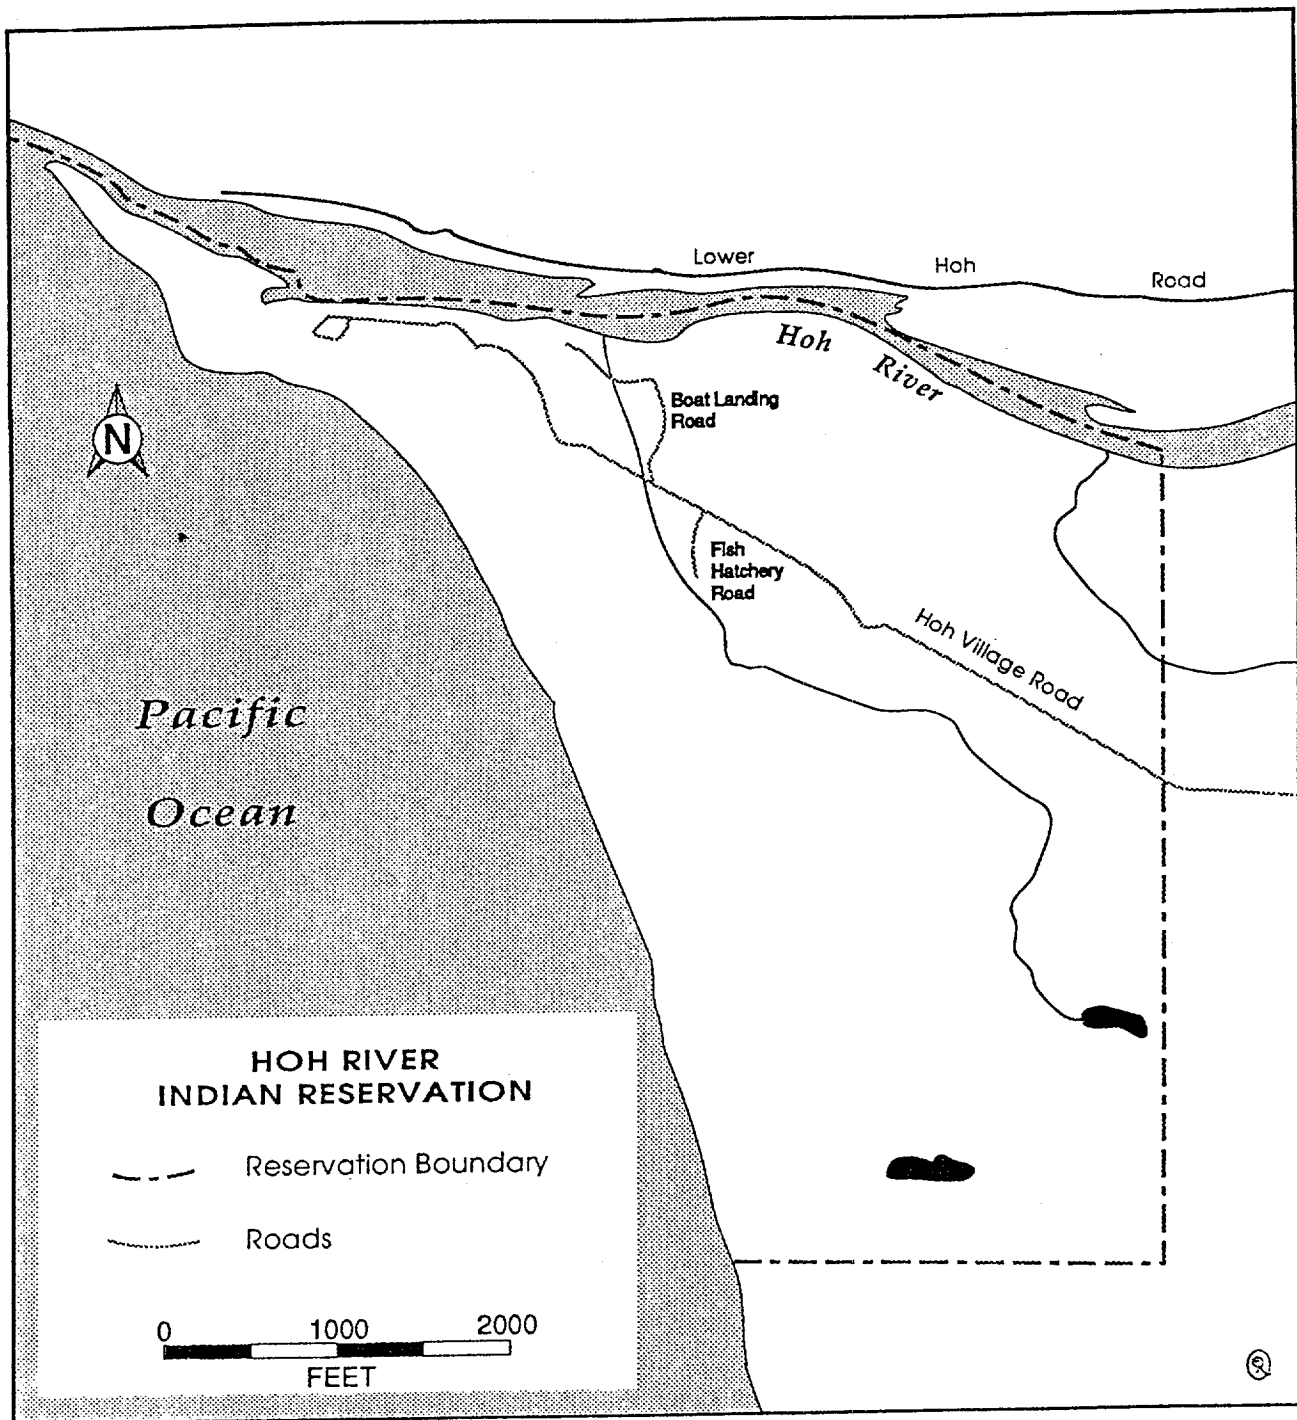 Lower Hoh Road
Hoh
River
Boat Landing
Road
N
Fish
Hatchery
Road
Hoh Village Road
Pacific
Ocean
HOH RIVER
INDIAN RESERVATION
Reservation Boundary
Roads
0 1000 2000
FEET